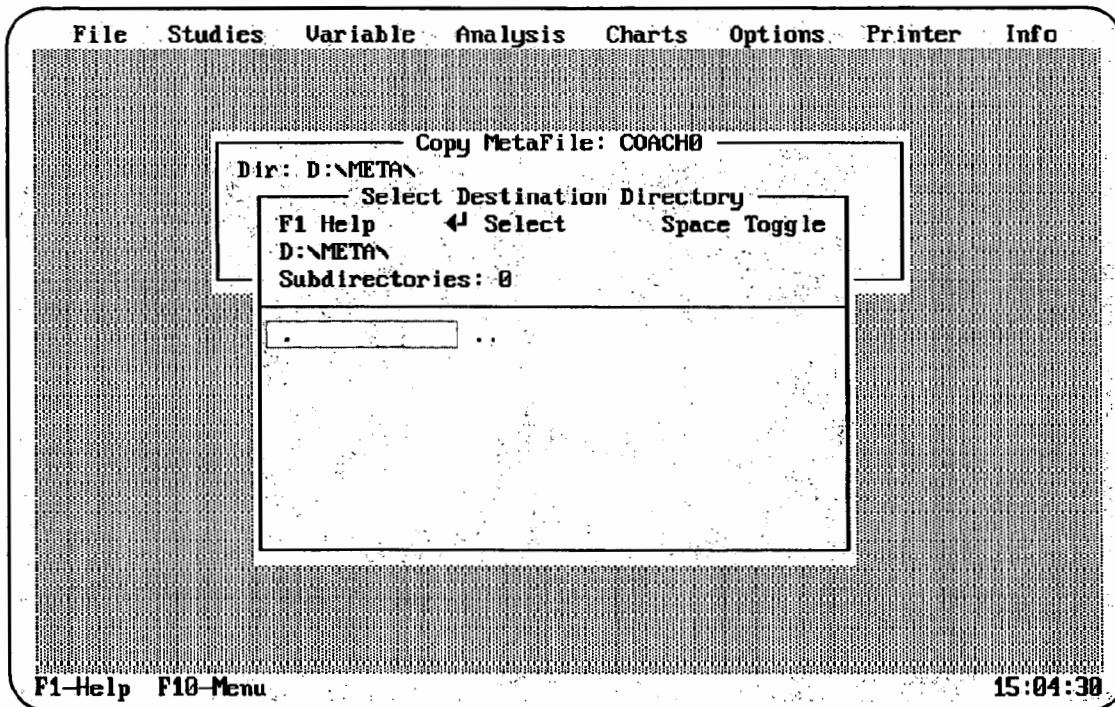 File Studies Variable Analysis Charts Options Printer Info
Copy MetaFile: COACH0
Dir: D:\META\
Select Destination Directory
F1 Help ↵ Select Space Toggle
D:\META\
Subdirectories: 0
. ..
F1-Help F10-Menu 15:04:30